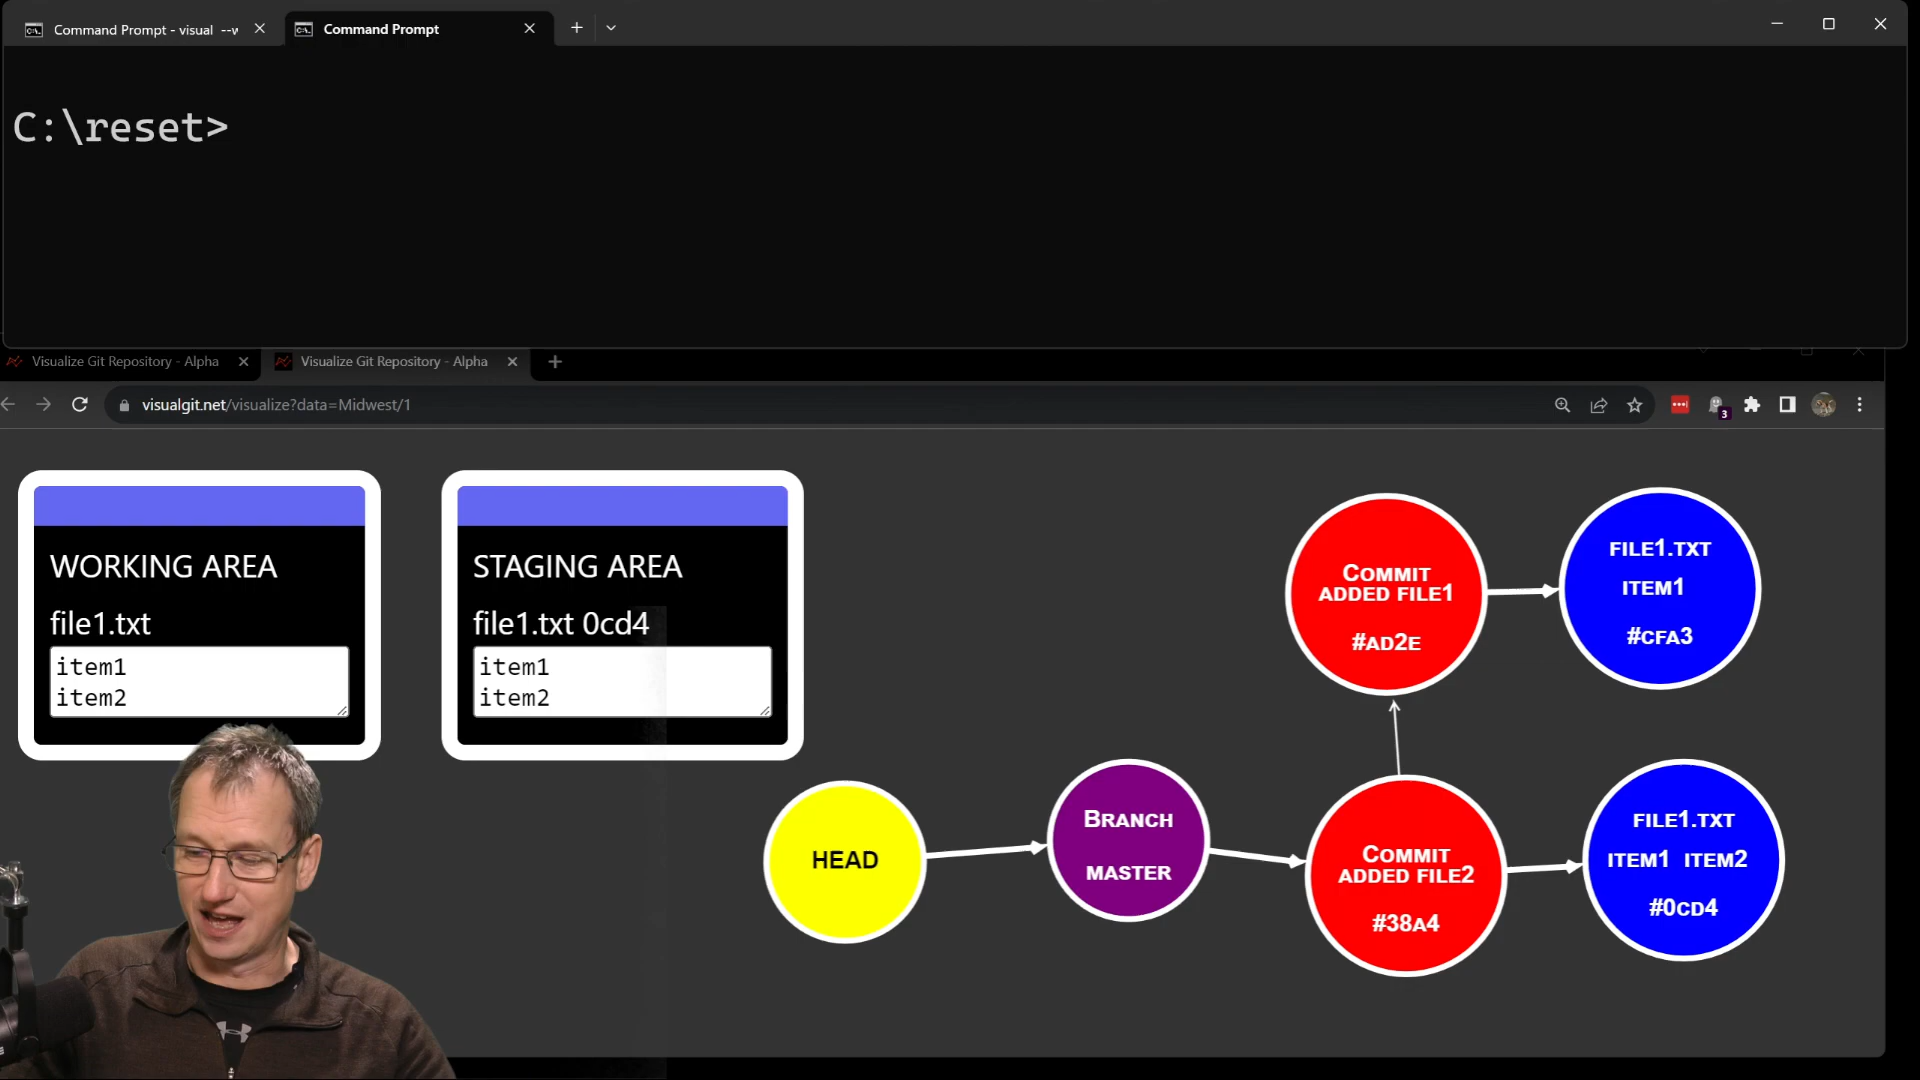 Command Prompt - visual --w
Command Prompt
C:\reset>
Visualize Git Repository - Alpha
Visualize Git Repository - Alpha
visualgit.net/visualize?data=Midwest/1
3
WORKING AREA
file1.txt
item1
item2
STAGING AREA
file1.txt 0cd4
item1
item2
COMMIT
ADDED FILE1
#AD2E
FILE1.TXT
ITEM1
#CFA3
HEAD
BRANCH
MASTER
COMMIT
ADDED FILE2
#38A4
FILE1.TXT
ITEM1 ITEM2
#0CD4